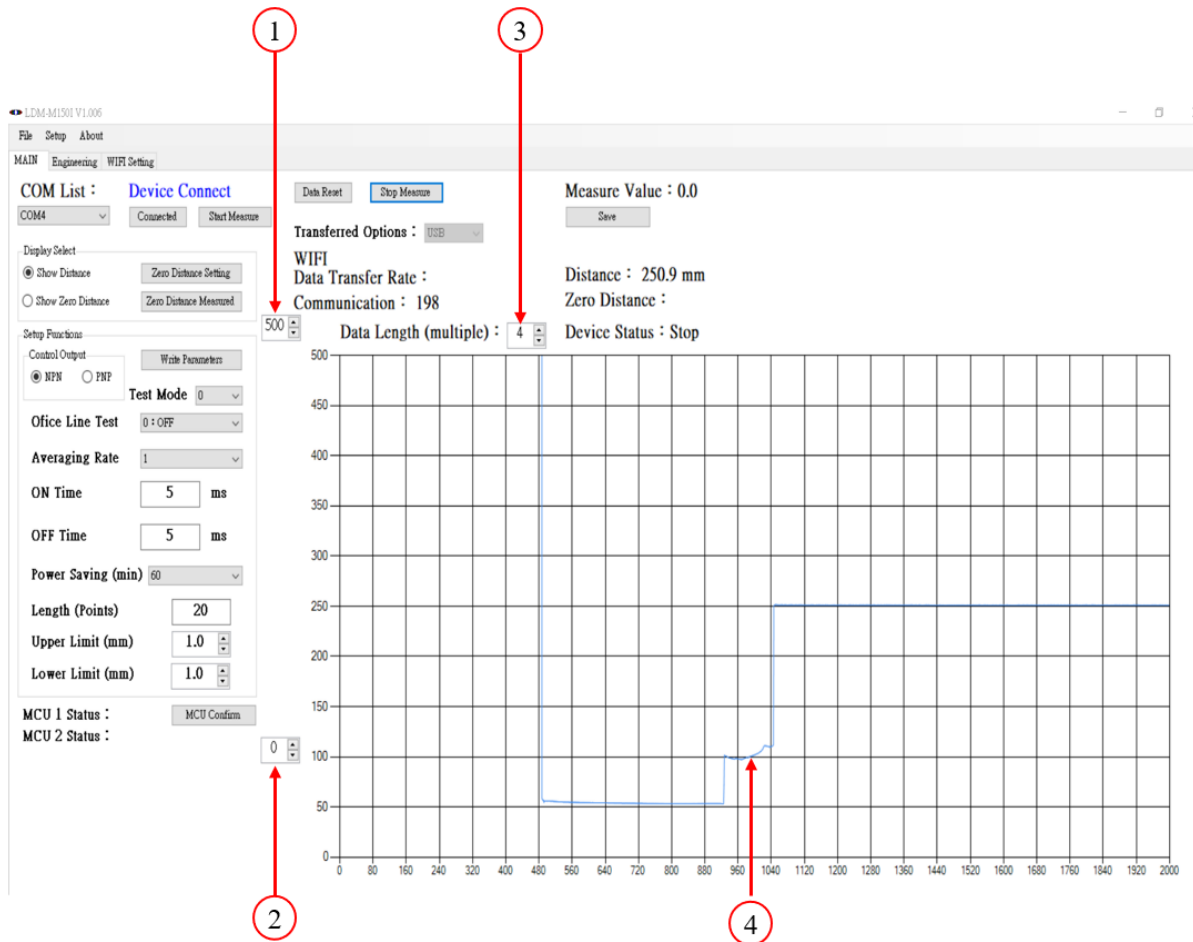 1
3
LDM-M150I V1.006
File Setup About
MAIN Engineering WIFI Setting
COM List : Device Connect
COM4 Connected Start Measure
Data Reset Stop Measure
Measure Value : 0.0
Save
Transferred Options : USB
WIFI
Data Transfer Rate :
Communication : 198
Distance : 250.9 mm
Zero Distance :
Display Select
Show Distance Zero Distance Setting
Show Zero Distance Zero Distance Measured
500
Data Length (multiple) : 4
Device Status : Stop
Setup Functions
Control Output
NPN PNP
Write Parameters
Test Mode 0
Ofice Line Test 0 : OFF
Averaging Rate 1
ON Time 5 ms
OFF Time 5 ms
Power Saving (min) 60
Length (Points) 20
Upper Limit (mm) 1.0
Lower Limit (mm) 1.0
MCU 1 Status : MCU Confirm
MCU 2 Status :
0
500
450
400
350
300
250
200
150
100
50
0
0 80 160 240 320 400 480 560 640 720 800 880 960 1040 1120 1200 1280 1360 1440 1520 1600 1680 1760 1840 1920 2000
2
4